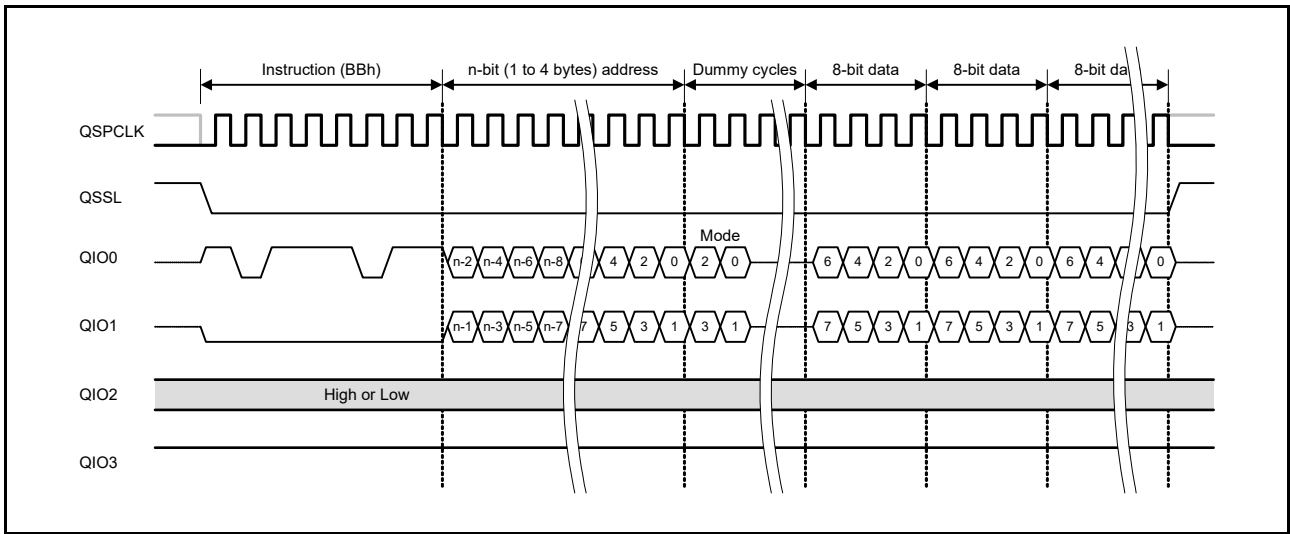 Instruction (BBh) n-bit (1 to 4 bytes) address Dummy cycles 8-bit data 8-bit data 8-bit da
QSPCLK
QSSL
Mode
QIO0 n-2 n-4 n-6 n-8 4 2 0 2 0 6 4 2 0 6 4 2 0 6 4 0
QIO1 n-1 n-3 n-5 n-7 7 5 3 1 3 1 7 5 3 1 7 5 3 1 7 5 3 1
QIO2 High or Low
QIO3